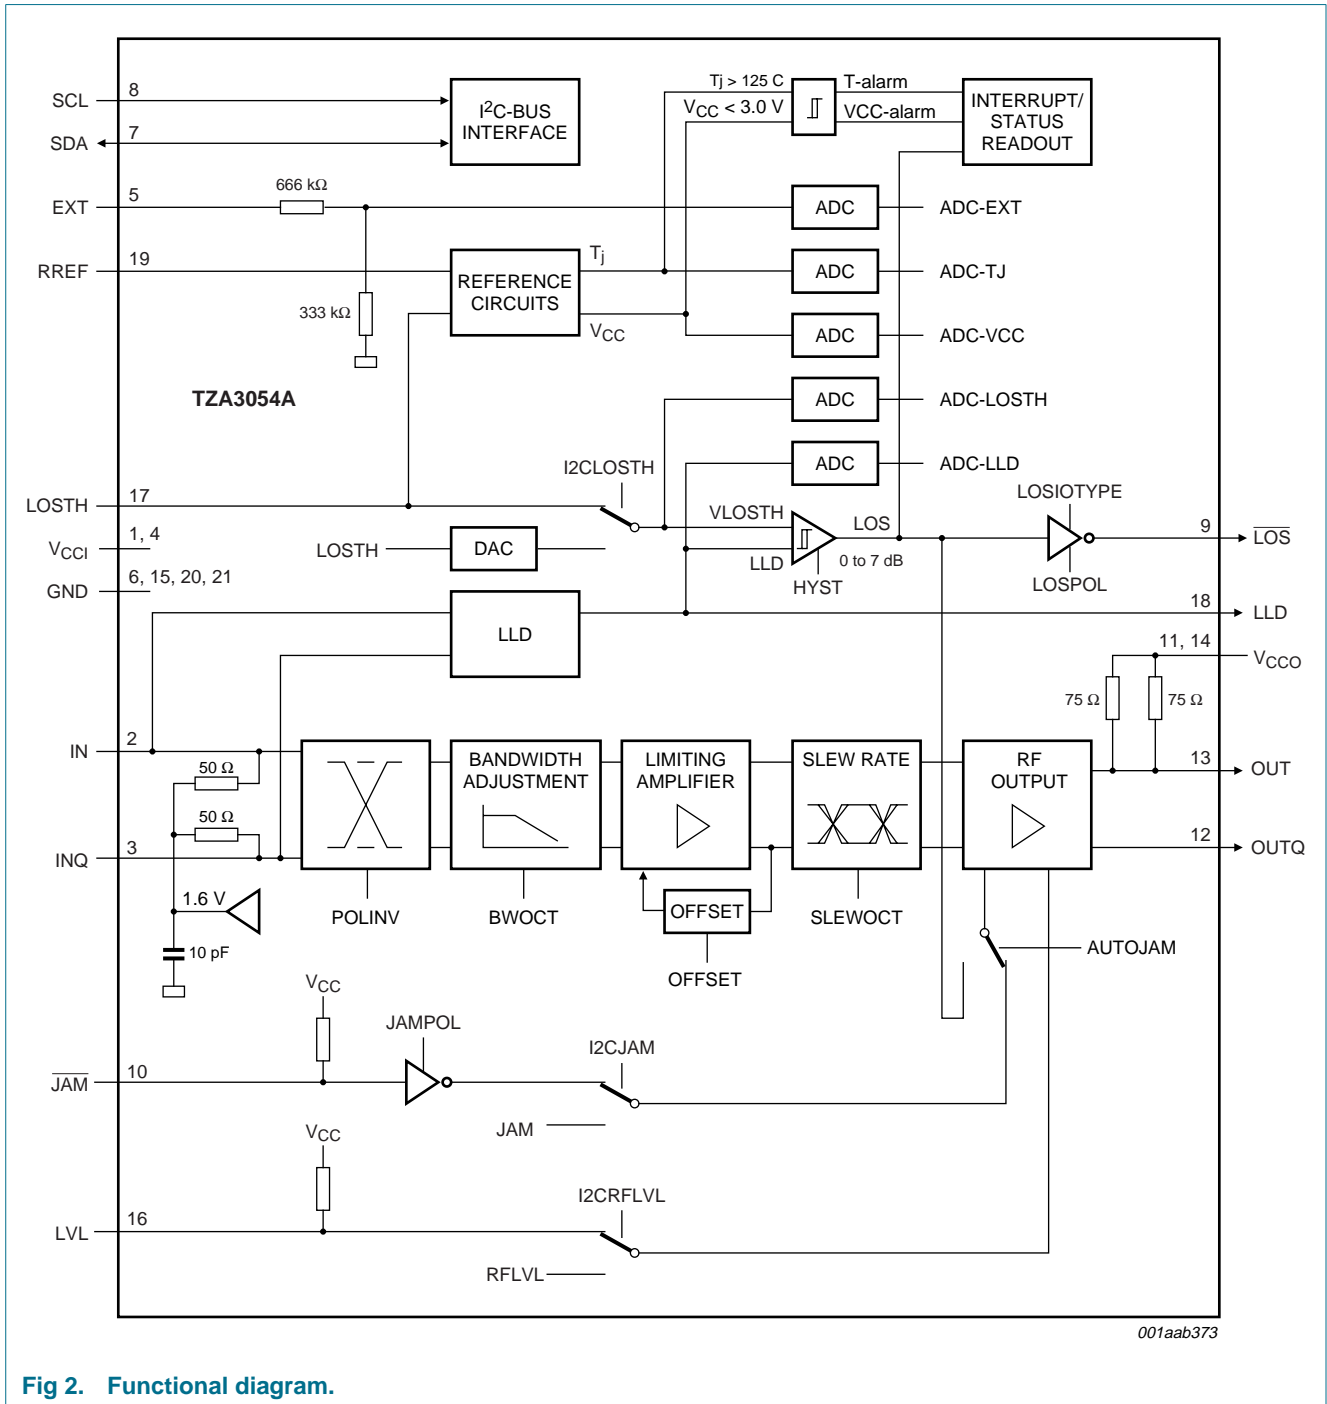 SCL
8
I²C-BUS
INTERFACE
SDA
7
Tj > 125 C
VCC < 3.0 V
T-alarm
VCC-alarm
INTERRUPT/
STATUS
READOUT
EXT
5
666 kΩ
333 kΩ
ADC
ADC-EXT
RREF
19
REFERENCE
CIRCUITS
Tj
VCC
ADC
ADC-TJ
ADC
ADC-VCC
TZA3054A
ADC
ADC-LOSTH
ADC
ADC-LLD
I2CLOSTH
LOSTH
17
VLOSTH
LLD
LOS
0 to 7 dB
HYST
LOSIOTYPE
LOSPOL
9
LOS
VCCI
1, 4
LOSTH
DAC
GND
6, 15, 20, 21
LLD
18
LLD
11, 14
VCCO
75 Ω
75 Ω
IN
2
50 Ω
50 Ω
INQ
3
1.6 V
10 pF
POLINV
BANDWIDTH
ADJUSTMENT
BWOCT
LIMITING
AMPLIFIER
OFFSET
OFFSET
SLEW RATE
SLEWOCT
RF
OUTPUT
13
OUT
12
OUTQ
AUTOJAM
VCC
JAMPOL
JAM
10
I2CJAM
JAM
VCC
LVL
16
I2CRFLVL
RFLVL
001aab373
Fig 2. Functional diagram.